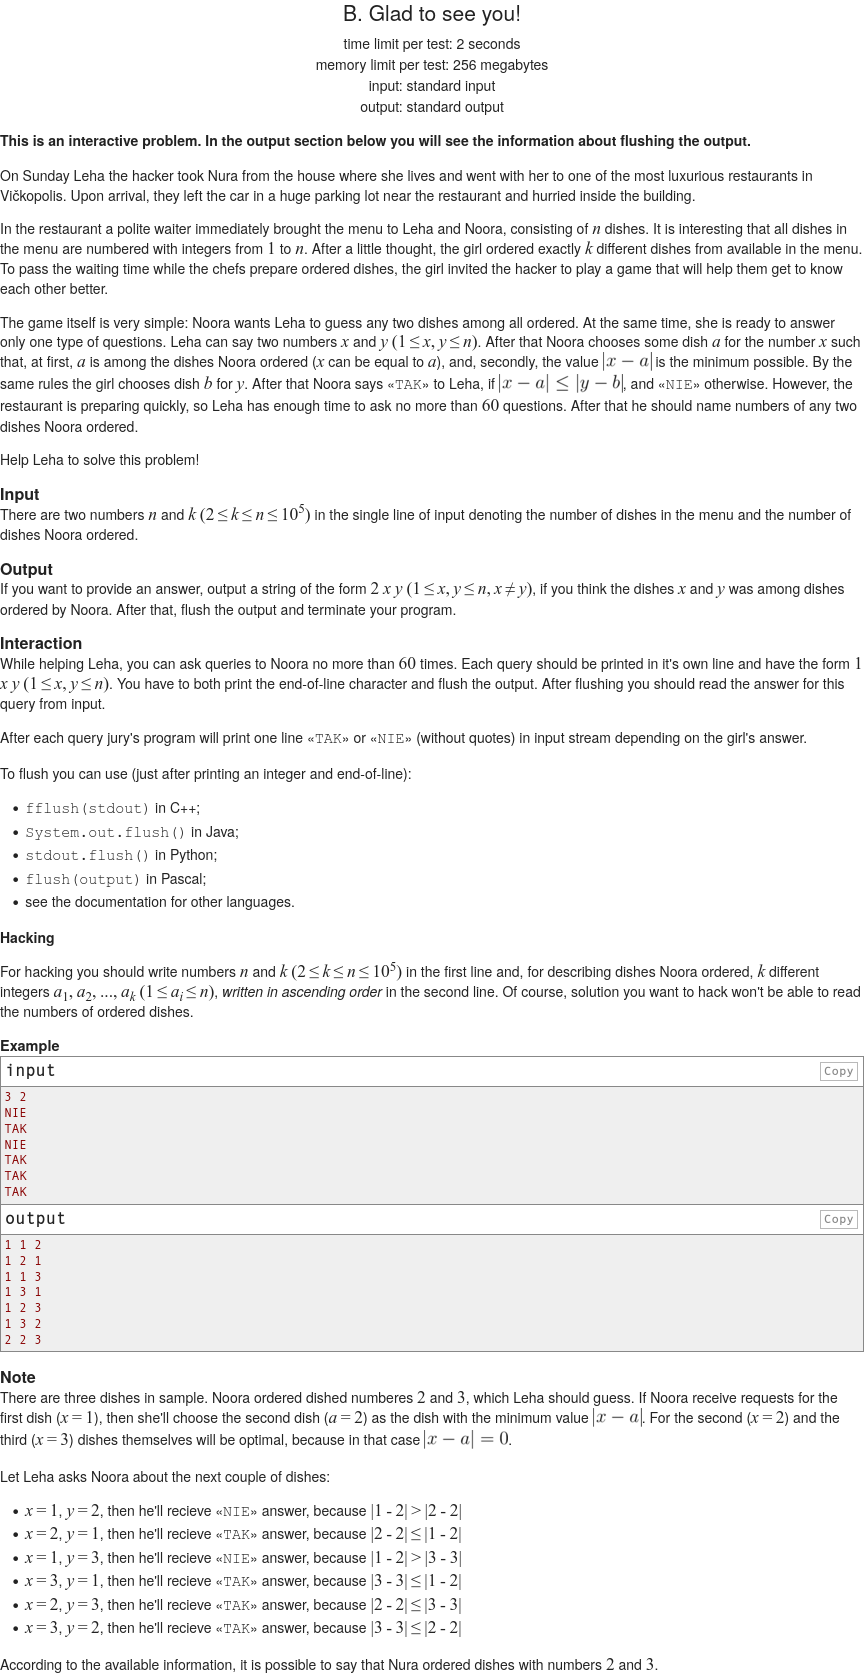 B. Glad to see you!
time limit per test: 2 seconds
memory limit per test: 256 megabytes
input: standard input
output: standard output
This is an interactive problem. In the output section below you will see the information about flushing the output.
On Sunday Leha the hacker took Nura from the house where she lives and went with her to one of the most luxurious restaurants in
Vičkopolis. Upon arrival, they left the car in a huge parking lot near the restaurant and hurried inside the building.
In the restaurant a polite waiter immediately brought the menu to Leha and Noora, consisting of n dishes. It is interesting that all dishes in
the menu are numbered with integers from 1 to n. After a little thought, the girl ordered exactly k different dishes from available in the menu.
To pass the waiting time while the chefs prepare ordered dishes, the girl invited the hacker to play a game that will help them get to know
each other better.
The game itself is very simple: Noora wants Leha to guess any two dishes among all ordered. At the same time, she is ready to answer
only one type of questions. Leha can say two numbers x and y (1 ≤ x, y ≤ n). After that Noora chooses some dish a for the number x such
that, at first, a is among the dishes Noora ordered (x can be equal to a), and, secondly, the value |x − a| is the minimum possible. By the
same rules the girl chooses dish b for y. After that Noora says «TAK» to Leha, if |x − a| ≤ |y − b|, and «NIE» otherwise. However, the
restaurant is preparing quickly, so Leha has enough time to ask no more than 60 questions. After that he should name numbers of any two
dishes Noora ordered.
Help Leha to solve this problem!
Input
There are two numbers n and k (2 ≤ k ≤ n ≤ 10^5) in the single line of input denoting the number of dishes in the menu and the number of
dishes Noora ordered.
Output
If you want to provide an answer, output a string of the form 2 x y (1 ≤ x, y ≤ n, x ≠ y), if you think the dishes x and y was among dishes
ordered by Noora. After that, flush the output and terminate your program.
Interaction
While helping Leha, you can ask queries to Noora no more than 60 times. Each query should be printed in it's own line and have the form 1
x y (1 ≤ x, y ≤ n). You have to both print the end-of-line character and flush the output. After flushing you should read the answer for this
query from input.
After each query jury's program will print one line «TAK» or «NIE» (without quotes) in input stream depending on the girl's answer.
To flush you can use (just after printing an integer and end-of-line):
• fflush(stdout) in C++;
• System.out.flush() in Java;
• stdout.flush() in Python;
• flush(output) in Pascal;
• see the documentation for other languages.
Hacking
For hacking you should write numbers n and k (2 ≤ k ≤ n ≤ 10^5) in the first line and, for describing dishes Noora ordered, k different
integers a1, a2, ..., ak (1 ≤ ai ≤ n), written in ascending order in the second line. Of course, solution you want to hack won't be able to read
the numbers of ordered dishes.
Example
input Copy
3 2
NIE
TAK
NIE
TAK
TAK
TAK
output Copy
1 1 2
1 2 1
1 1 3
1 3 1
1 2 3
1 3 2
2 2 3
Note
There are three dishes in sample. Noora ordered dished numberes 2 and 3, which Leha should guess. If Noora receive requests for the
first dish (x = 1), then she'll choose the second dish (a = 2) as the dish with the minimum value |x − a|. For the second (x = 2) and the
third (x = 3) dishes themselves will be optimal, because in that case |x − a| = 0.
Let Leha asks Noora about the next couple of dishes:
• x = 1, y = 2, then he'll recieve «NIE» answer, because |1 - 2| > |2 - 2|
• x = 2, y = 1, then he'll recieve «TAK» answer, because |2 - 2| ≤ |1 - 2|
• x = 1, y = 3, then he'll recieve «NIE» answer, because |1 - 2| > |3 - 3|
• x = 3, y = 1, then he'll recieve «TAK» answer, because |3 - 3| ≤ |1 - 2|
• x = 2, y = 3, then he'll recieve «TAK» answer, because |2 - 2| ≤ |3 - 3|
• x = 3, y = 2, then he'll recieve «TAK» answer, because |3 - 3| ≤ |2 - 2|
According to the available information, it is possible to say that Nura ordered dishes with numbers 2 and 3.